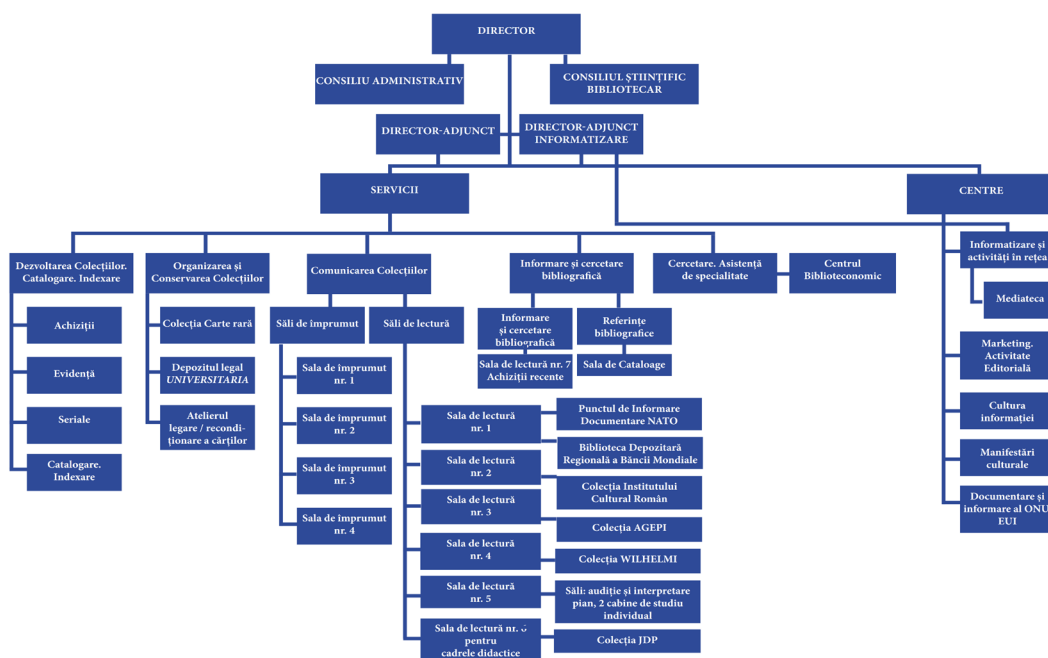 DIRECTOR
CONSILIU ADMINISTRATIV
CONSILIUL ȘTIINȚIFIC
BIBLIOTECAR
DIRECTOR-ADJUNCT
DIRECTOR-ADJUNCT
INFORMATIZARE
SERVICII
CENTRE
Dezvoltarea Colecțiilor.
Catalogare. Indexare
Achiziții
Evidență
Seriale
Catalogare.
Indexare
Organizarea și
Conservarea Colecțiilor
Colecția Carte rară
Depozitul legal
UNIVERSITARIA
Atelierul
legare / recondi-
ționare a cărților
Comunicarea Colecțiilor
Săli de împrumut
Sala de împrumut
nr. 1
Sala de împrumut
nr. 2
Sala de împrumut
nr. 3
Sala de împrumut
nr. 4
Săli de lectură
Sala de lectură
nr. 1
Punctul de Informare
Documentare NATO
Biblioteca Depozitară
Regională a Băncii Mondiale
Sala de lectură
nr. 2
Colecția Institutului
Cultural Român
Sala de lectură
nr. 3
Colecția AGEPI
Sala de lectură
nr. 4
Colecția WILHELMI
Sala de lectură
nr. 5
Săli: audiție și interpretare
pian, 2 cabine de studiu
individual
Sala de lectură nr.
pentru
cadrele didactice
Colecția JDP
Informare și cercetare
bibliografică
Informare
și cercetare
bibliografică
Sala de lectură nr. 7
Achiziții recente
Referințe
bibliografice
Sala de Cataloage
Cercetare. Asistență
de specialitate
Centrul
Biblioteconomic
Informatizare și
activități în rețea
Mediateca
Marketing.
Activitate
Editorială
Cultura
informației
Manifestări
culturale
Documentare și
informare al ONU
EUI